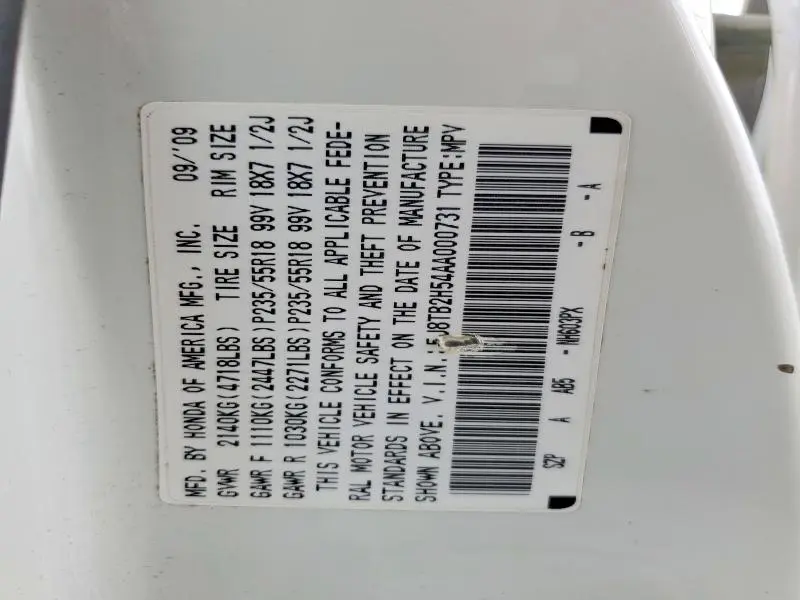 MFD. BY HONDA OF AMERICA MFG., INC. 09/'09
GVWR 2140KG(4718LBS) TIRE SIZE RIM SIZE
GAWR F 1110KG(2447LBS)P235/55R18 99V 18X7 1/2J
GAWR R 1030KG(2271LBS)P235/55R18 99V 18X7 1/2J
THIS VEHICLE CONFORMS TO ALL APPLICABLE FEDE-
RAL MOTOR VEHICLE SAFETY AND THEFT PREVENTION
STANDARDS IN EFFECT ON THE DATE OF MANUFACTURE
SHOWN ABOVE. V.I.N.:5J8TB2H54AA000731 TYPE:MPV
SZP A AB5 - NH603PX - B - A